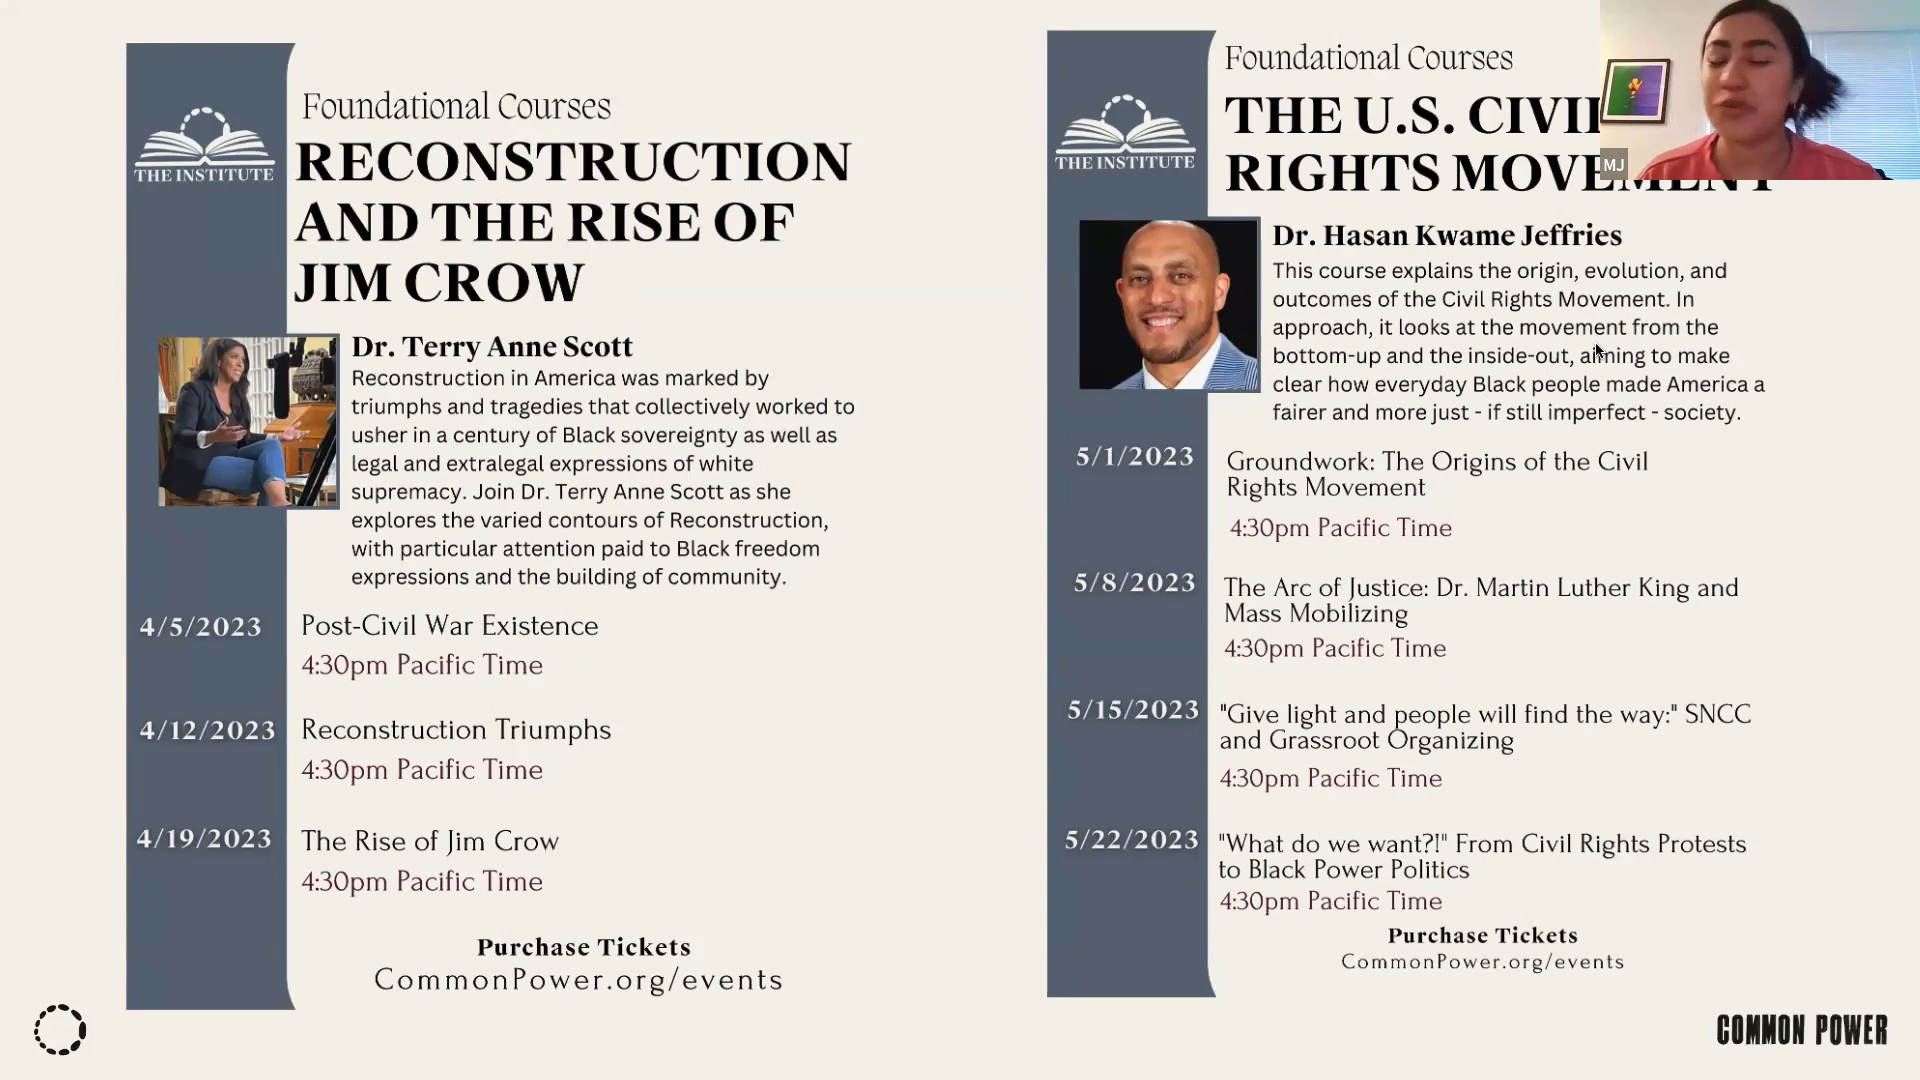 Foundational Courses
RECONSTRUCTION
AND THE RISE OF
JIM CROW
THE INSTITUTE
Dr. Terry Anne Scott
Reconstruction in America was marked by
triumphs and tragedies that collectively worked to
usher in a century of Black sovereignty as well as
legal and extralegal expressions of white
supremacy. Join Dr. Terry Anne Scott as she
explores the varied contours of Reconstruction,
with particular attention paid to Black freedom
expressions and the building of community.
4/5/2023 Post-Civil War Existence
4:30pm Pacific Time
4/12/2023 Reconstruction Triumphs
4:30pm Pacific Time
4/19/2023 The Rise of Jim Crow
4:30pm Pacific Time
Purchase Tickets
CommonPower.org/events
Foundational Courses
THE U.S. CIVIL
RIGHTS MOVEMENT
THE INSTITUTE
MJ
Dr. Hasan Kwame Jeffries
This course explains the origin, evolution, and
outcomes of the Civil Rights Movement. In
approach, it looks at the movement from the
bottom-up and the inside-out, aiming to make
clear how everyday Black people made America a
fairer and more just - if still imperfect - society.
5/1/2023 Groundwork: The Origins of the Civil
Rights Movement
4:30pm Pacific Time
5/8/2023 The Arc of Justice: Dr. Martin Luther King and
Mass Mobilizing
4:30pm Pacific Time
5/15/2023 "Give light and people will find the way:" SNCC
and Grassroot Organizing
4:30pm Pacific Time
5/22/2023 "What do we want?!" From Civil Rights Protests
to Black Power Politics
4:30pm Pacific Time
Purchase Tickets
CommonPower.org/events
COMMON POWER